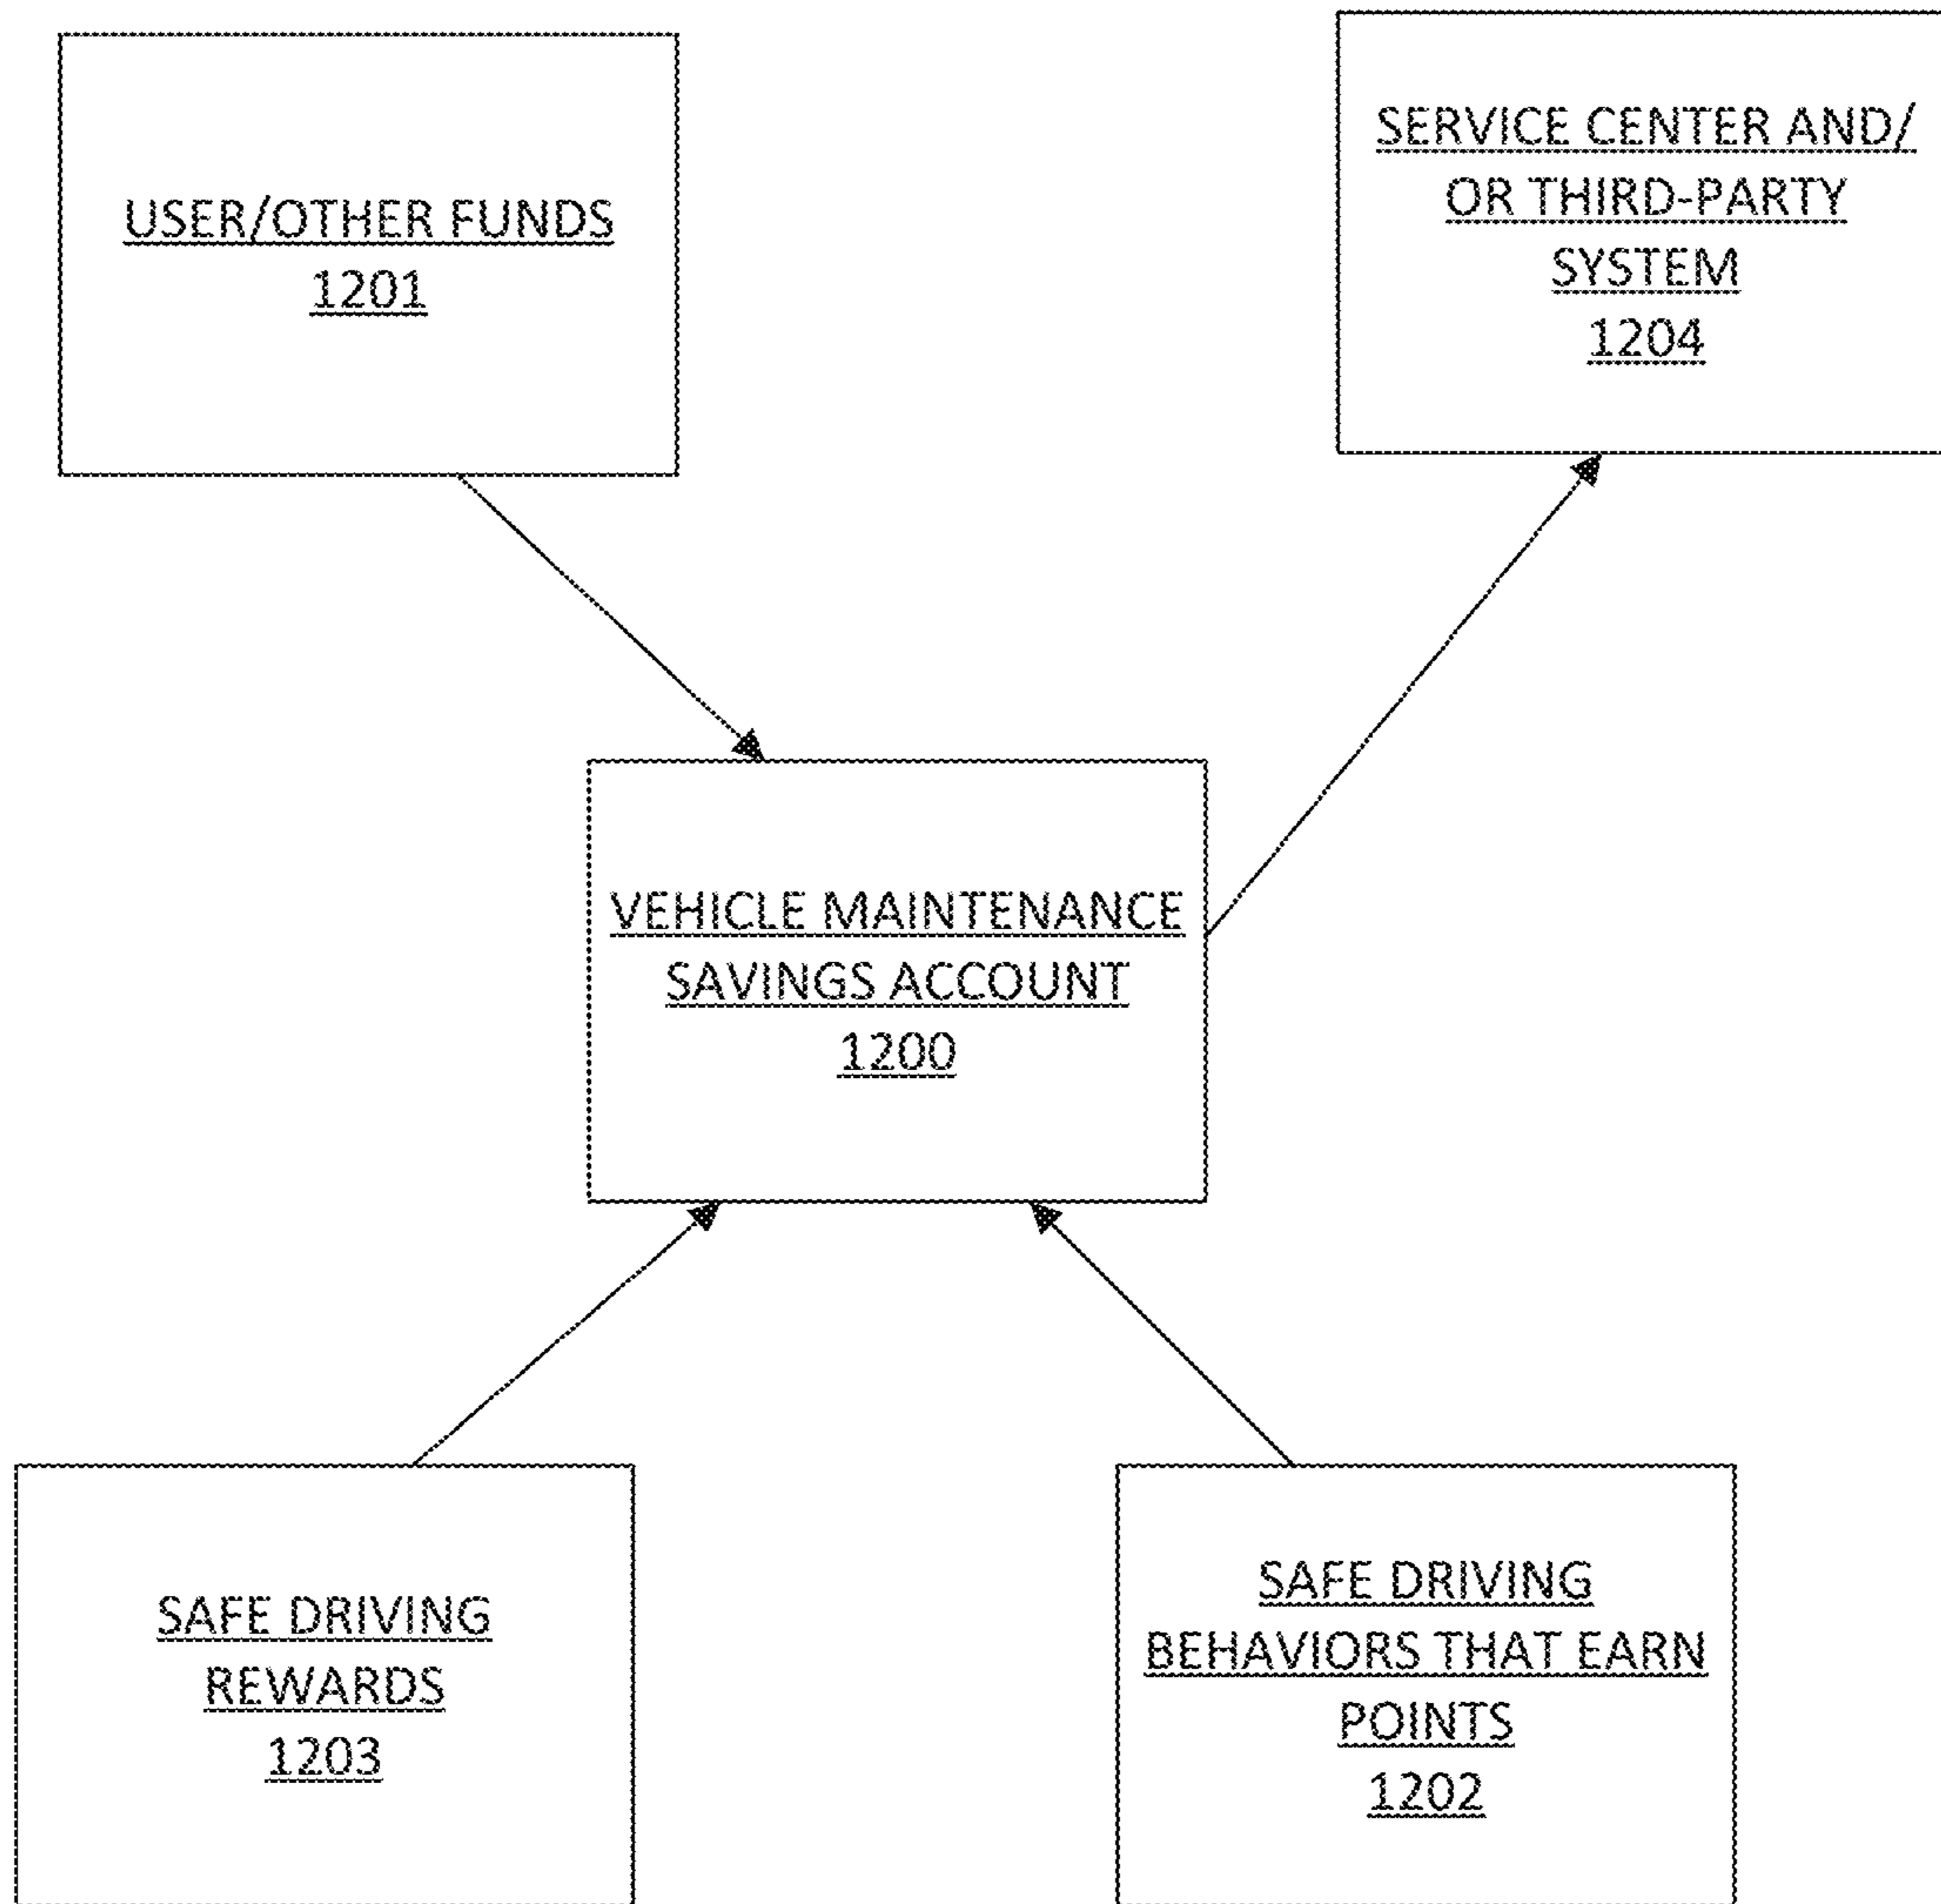 USER/OTHER FUNDS
1201
SERVICE CENTER AND/
OR THIRD-PARTY
SYSTEM
1204
VEHICLE MAINTENANCE
SAVINGS ACCOUNT
1200
SAFE DRIVING
REWARDS
1203
SAFE DRIVING
BEHAVIORS THAT EARN
POINTS
1202